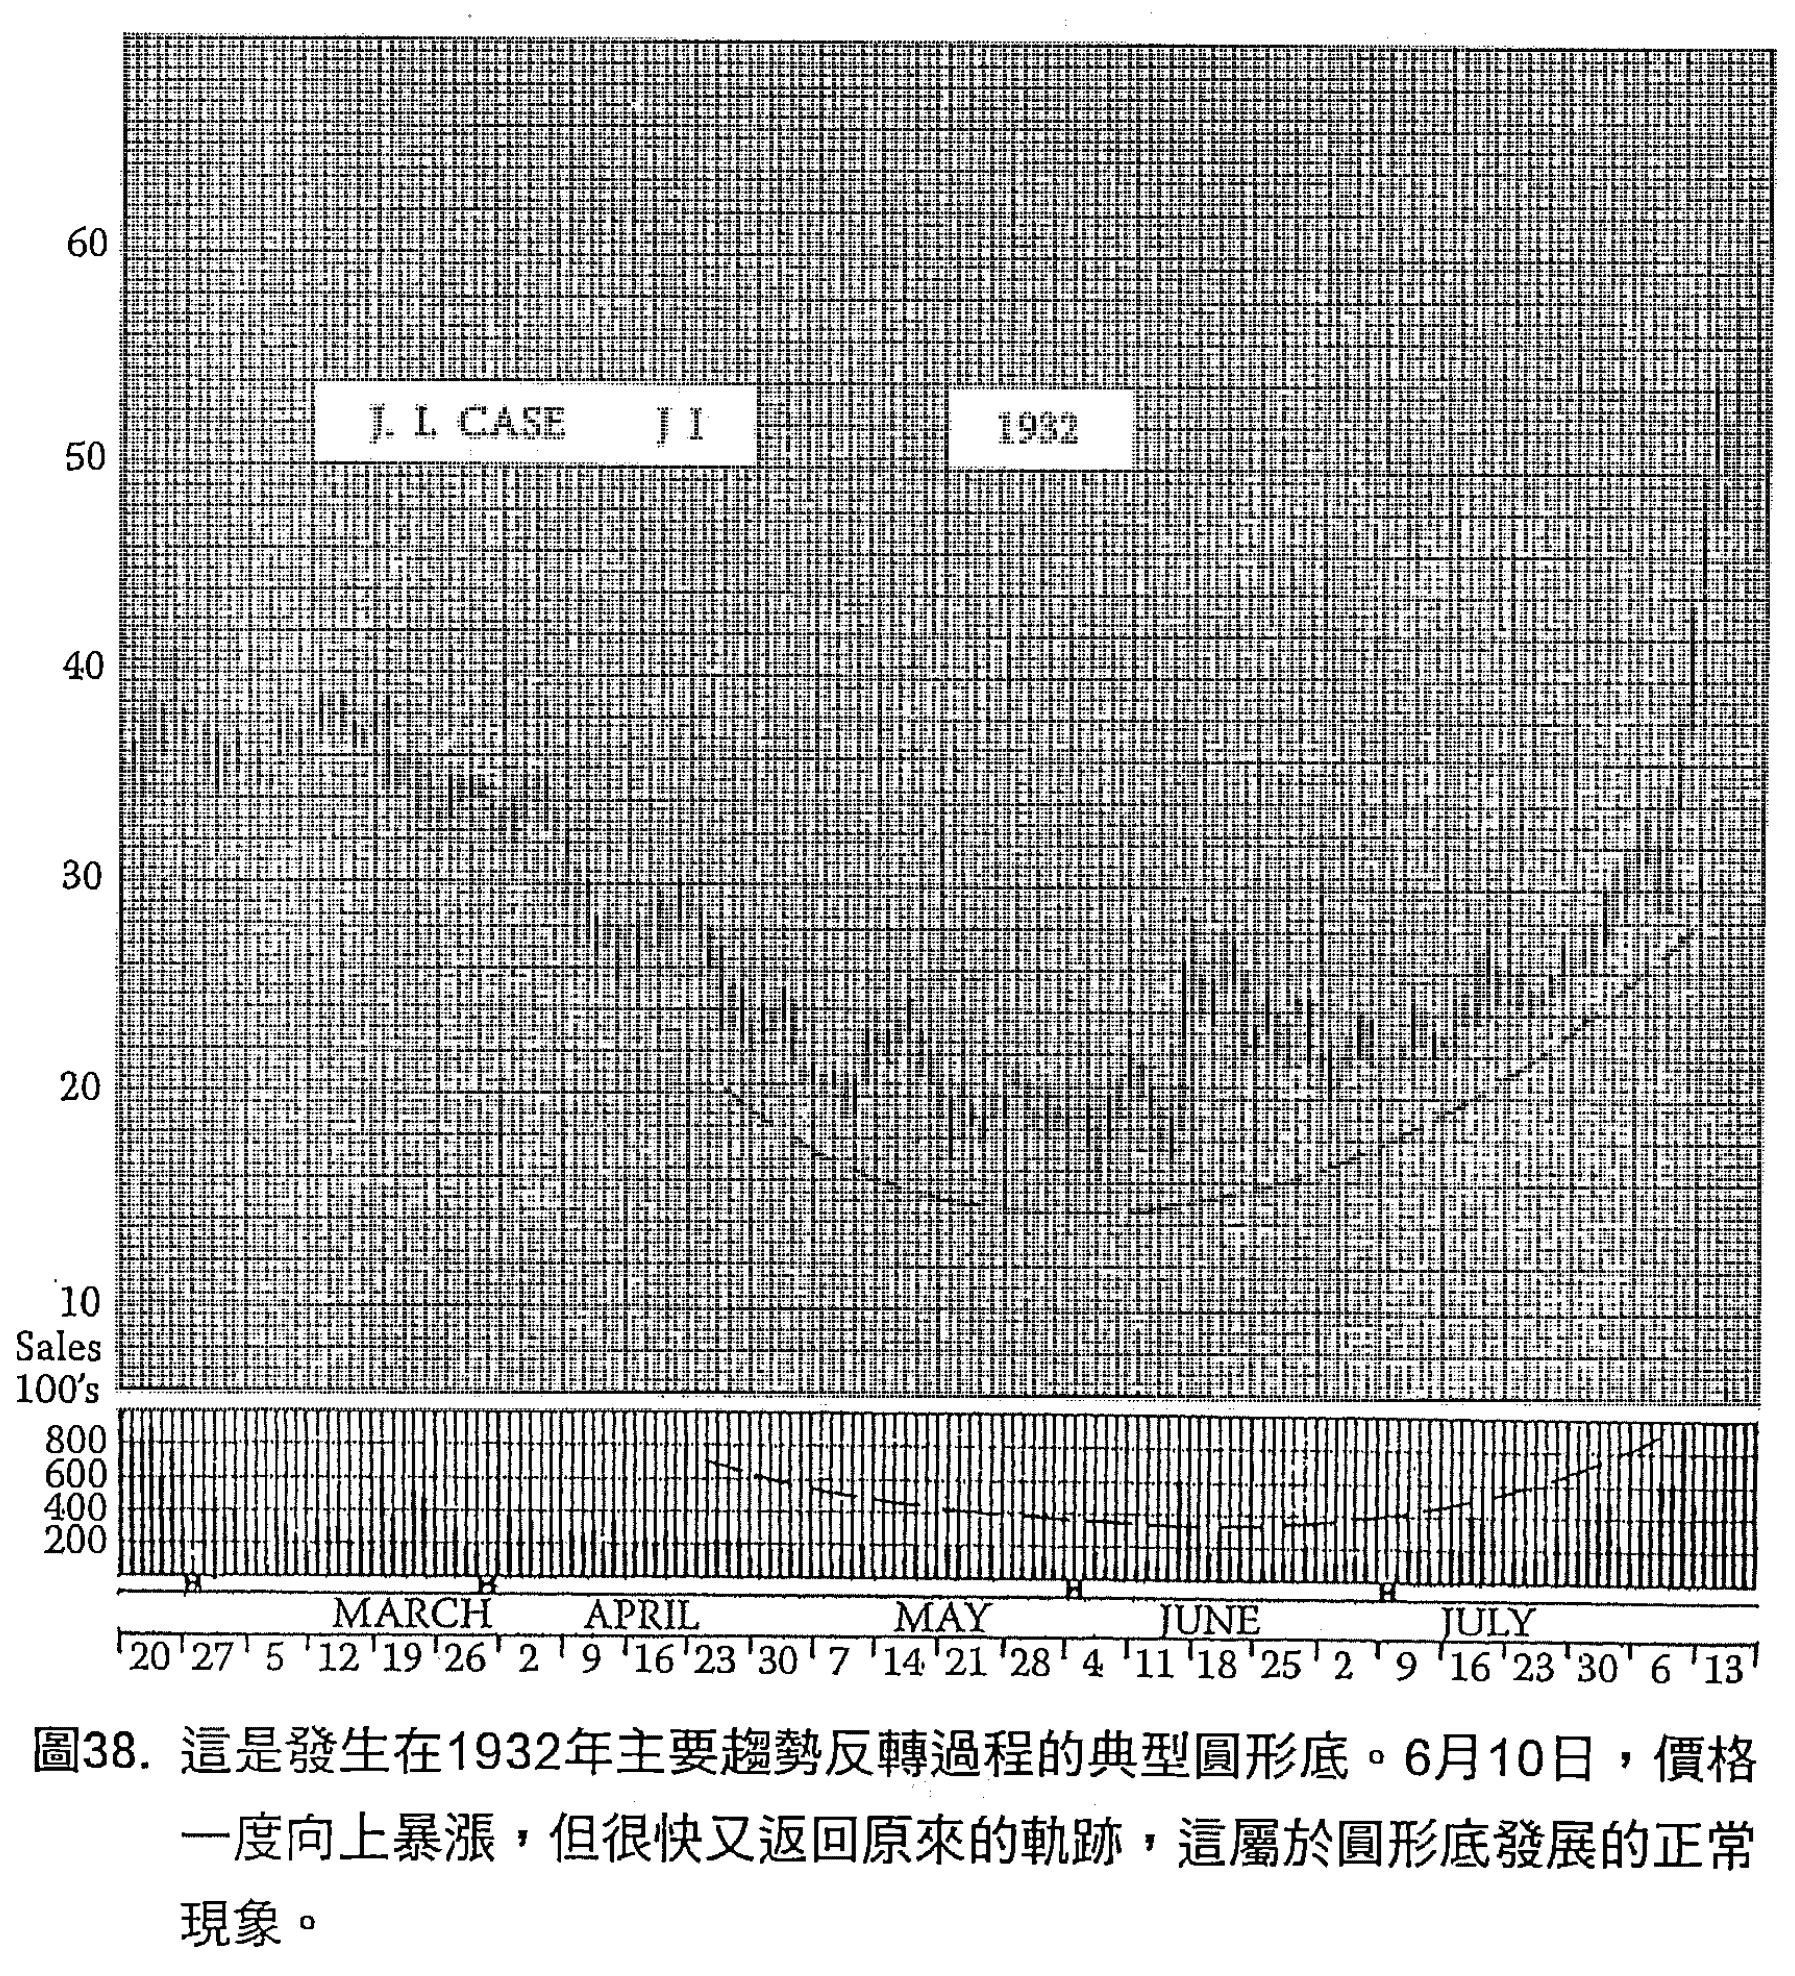 60
J. I. CASE J I
1932
50
40
30
20
10
Sales
100's
800
600
400
200
H H H H
MARCH APRIL MAY JUNE JULY
20 27 5 12 19 26 2 9 16 23 30 7 14 21 28 4 11 18 25 2 9 16 23 30 6 13
圖38. 這是發生在1932年主要趨勢反轉過程的典型圓形底。6月10日，價格
一度向上暴漲，但很快又返回原來的軌跡，這屬於圓形底發展的正常
現象。